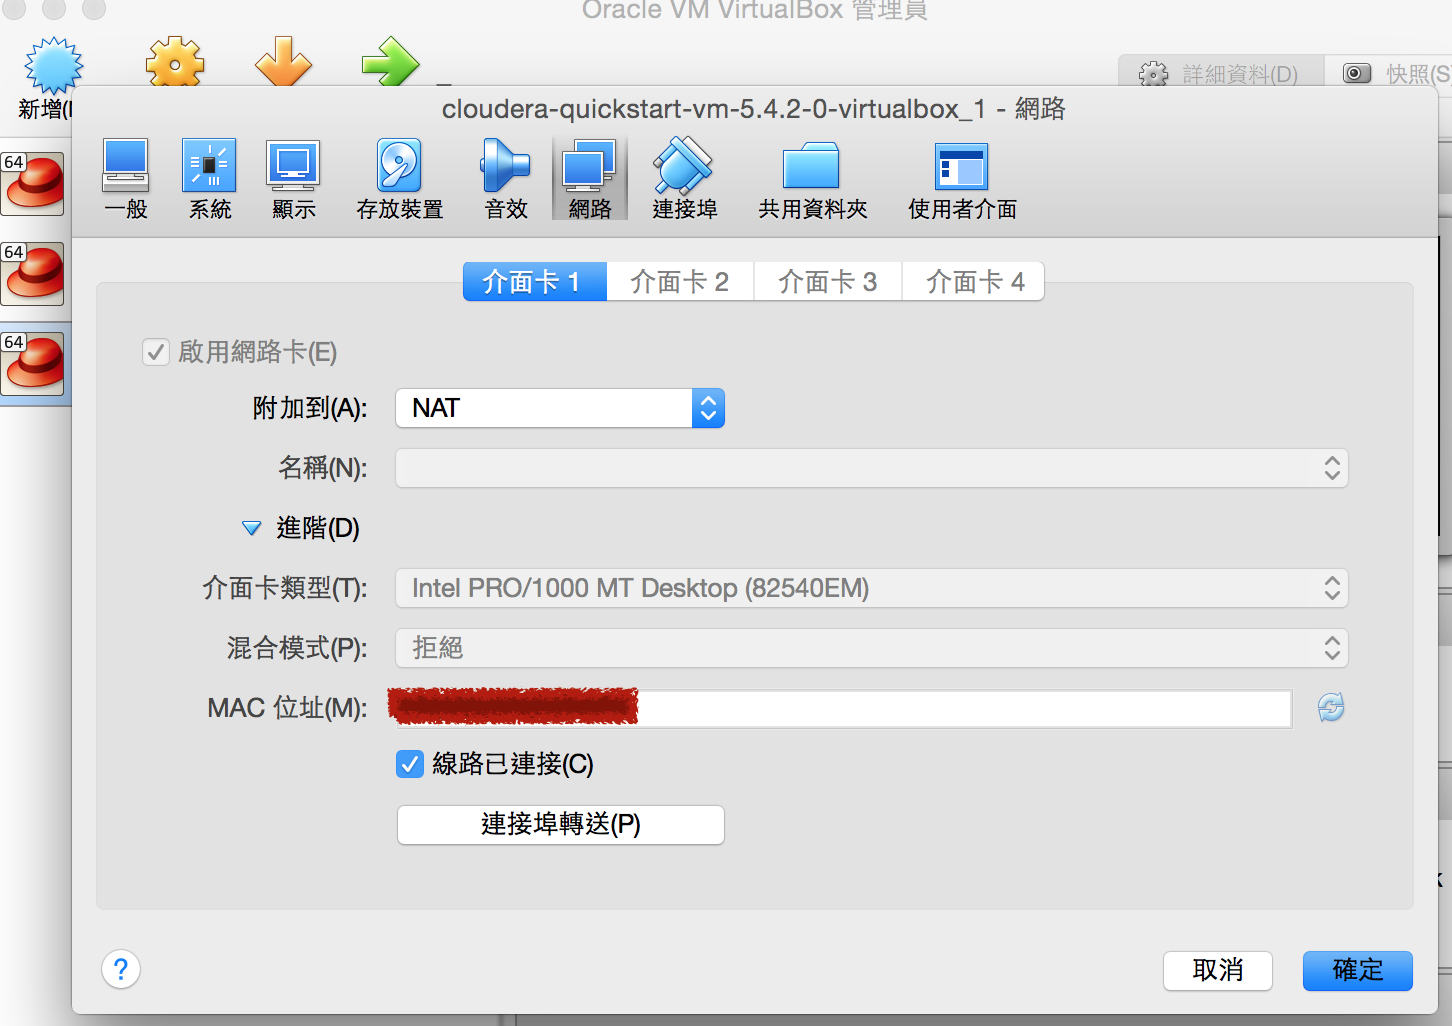 Oracle VM VirtualBox 管理員
新增(
詳細資料(D)
快照(S
cloudera-quickstart-vm-5.4.2-0-virtualbox_1 - 網路
一般 系統 顯示 存放裝置 音效 網路 連接埠 共用資料夾 使用者介面
64
64
64
介面卡 1 介面卡 2 介面卡 3 介面卡 4
啟用網路卡(E)
附加到(A): NAT
名稱(N):
進階(D)
介面卡類型(T): Intel PRO/1000 MT Desktop (82540EM)
混合模式(P): 拒絕
MAC 位址(M):
線路已連接(C)
連接埠轉送(P)
? 取消 確定